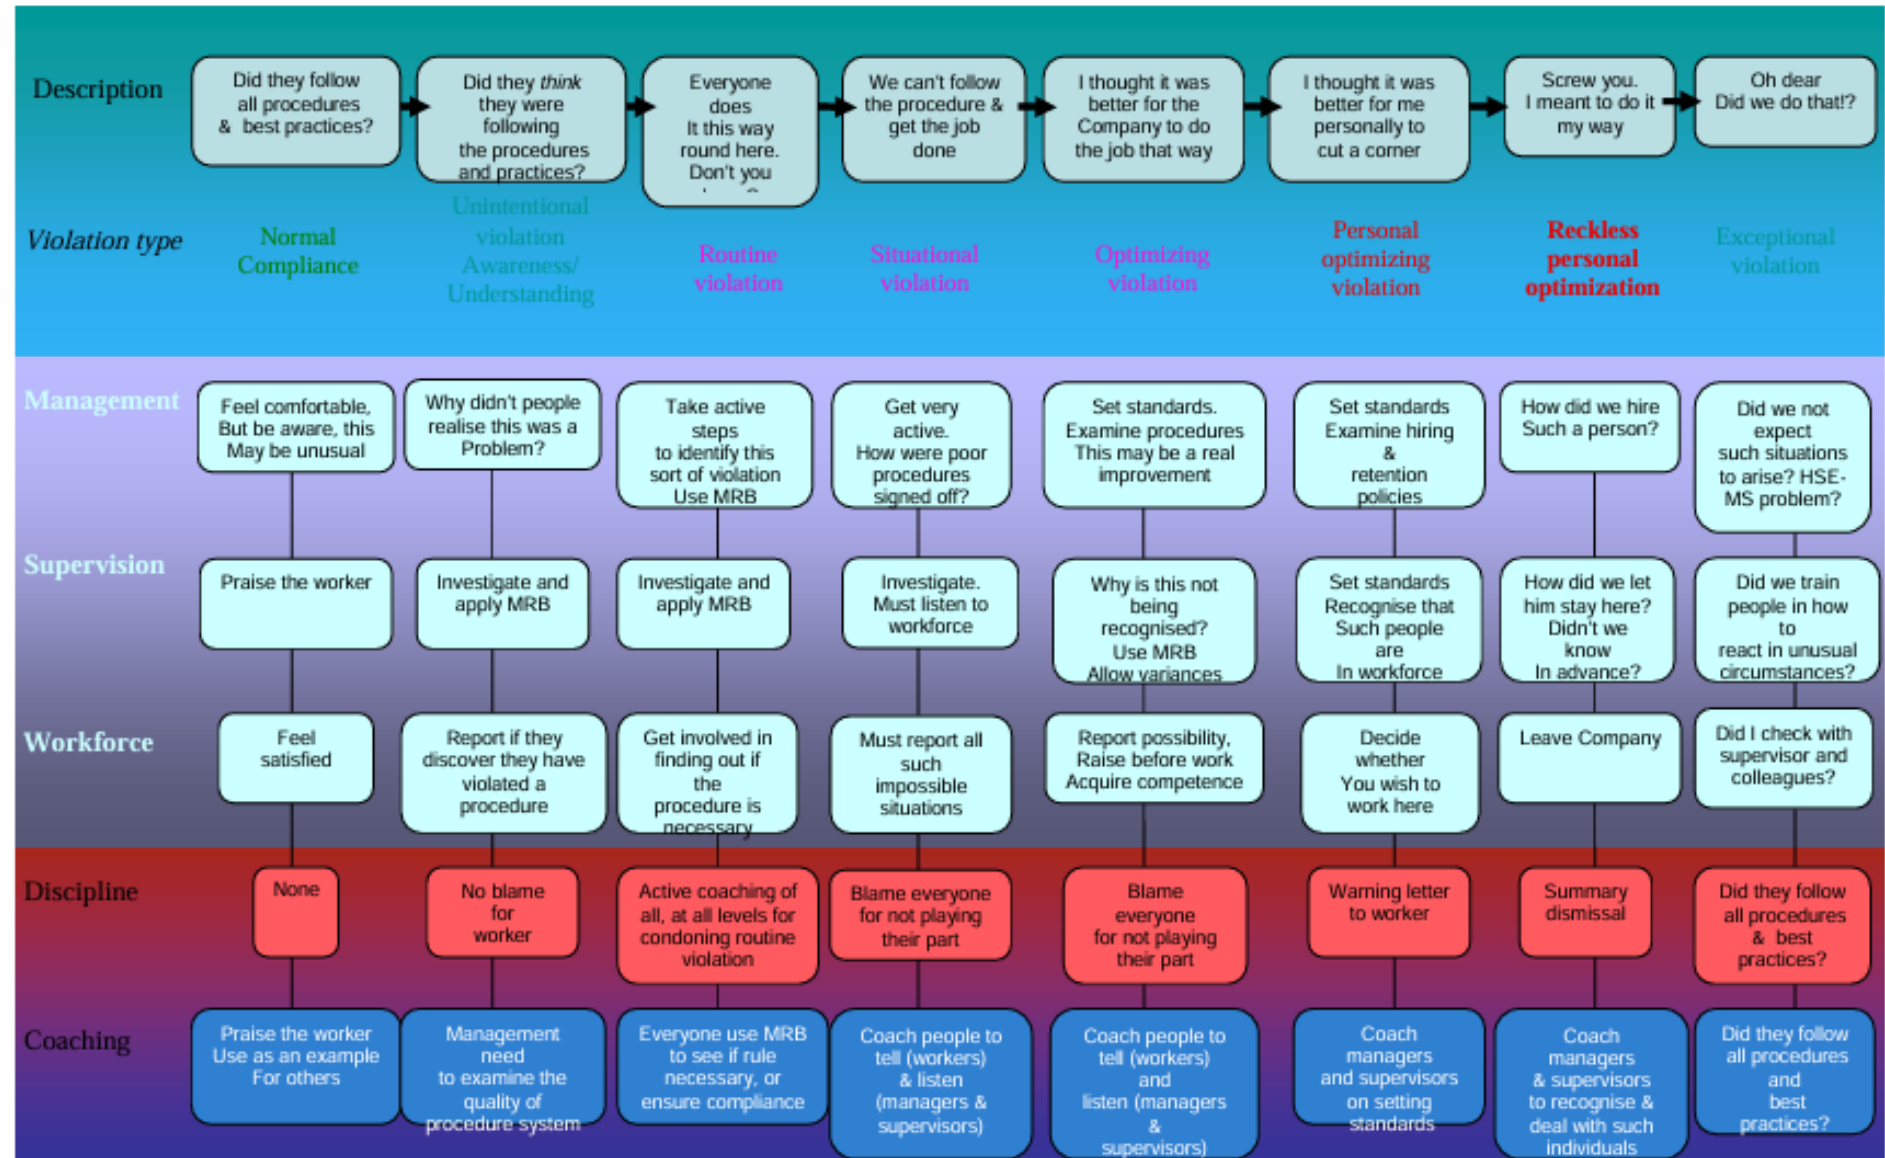 Description
Did they follow
all procedures
& best practices?
Did they think
they were
following
the procedures
and practices?
Everyone
does
It this way
round here.
Don't you
We can't follow
the procedure &
get the job
done
I thought it was
better for the
Company to do
the job that way
I thought it was
better for me
personally to
cut a corner
Screw you.
I meant to do it
my way
Oh dear
Did we do that!?
Violation type
Normal
Compliance
Unintentional
violation
Awareness/
Understanding
Routine
violation
Situational
violation
Optimizing
violation
Personal
optimizing
violation
Reckless
personal
optimization
Exceptional
violation
Management
Feel comfortable,
But be aware, this
May be unusual
Why didn't people
realise this was a
Problem?
Take active
steps
to identify this
sort of violation
Use MRB
Get very
active.
How were poor
procedures
signed off?
Set standards.
Examine procedures
This may be a real
improvement
Set standards
Examine hiring
&
retention
policies
How did we hire
Such a person?
Did we not
expect
such situations
to arise? HSE-
MS problem?
Supervision
Praise the worker
Investigate and
apply MRB
Investigate and
apply MRB
Investigate.
Must listen to
workforce
Why is this not
being
recognised?
Use MRB
Allow variances
Set standards
Recognise that
Such people
are
In workforce
How did we let
him stay here?
Didn't we
know
In advance?
Did we train
people in how
to
react in unusual
circumstances?
Workforce
Feel
satisfied
Report if they
discover they have
violated a
procedure
Get involved in
finding out if
the
procedure is
necessary
Must report all
such
impossible
situations
Report possibility,
Raise before work
Acquire competence
Decide
whether
You wish to
work here
Leave Company
Did I check with
supervisor and
colleagues?
Discipline
None
No blame
for
worker
Active coaching of
all, at all levels for
condoning routine
violation
Blame everyone
for not playing
their part
Blame
everyone
for not playing
their part
Warning letter
to worker
Summary
dismissal
Did they follow
all procedures
& best
practices?
Coaching
Praise the worker
Use as an example
For others
Management
need
to examine the
quality of
procedure system
Everyone use MRB
to see if rule
necessary, or
ensure compliance
Coach people to
tell (workers)
& listen
(managers &
supervisors)
Coach people to
tell (workers)
and
listen (managers
&
supervisors)
Coach
managers
and supervisors
on setting
standards
Coach
managers
& supervisors
to recognise &
deal with such
individuals
Did they follow
all procedures
and
best
practices?